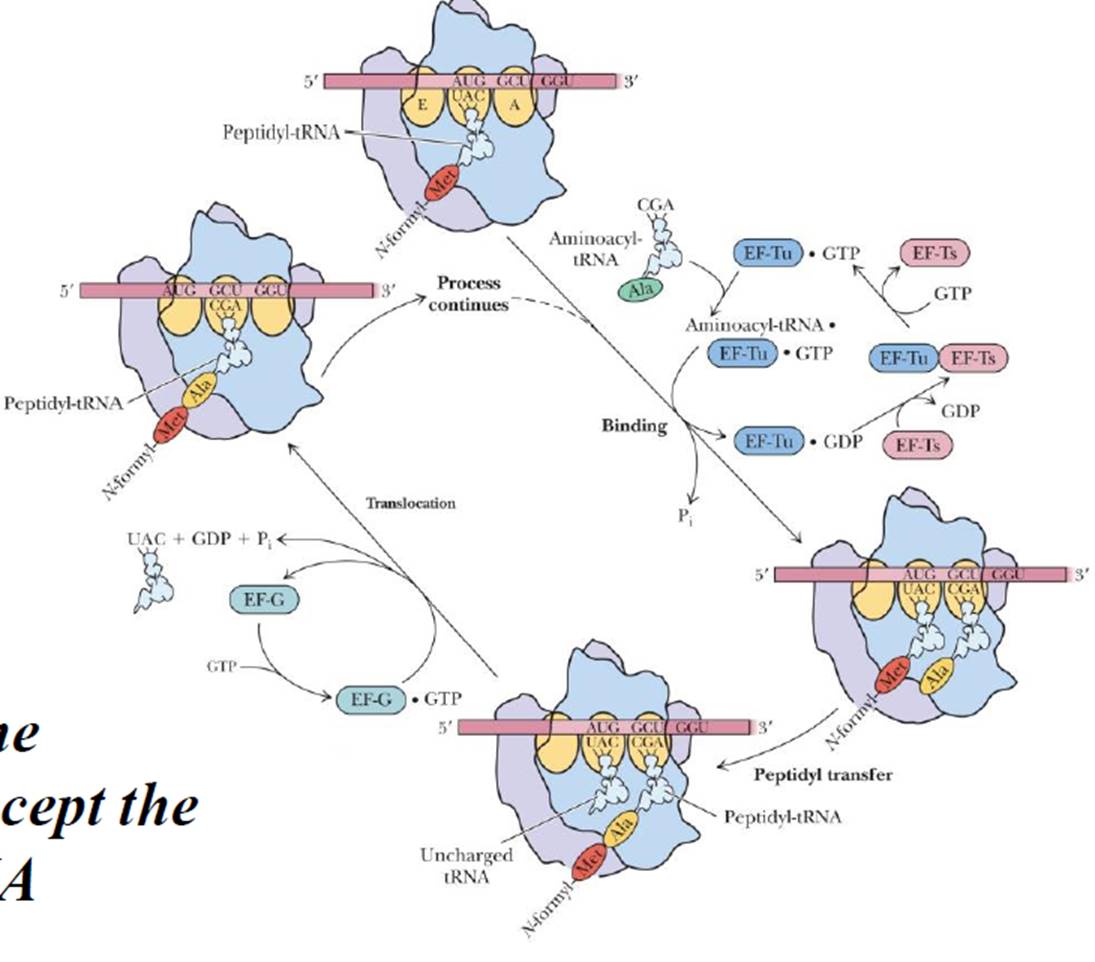 5′ AUG GCU GGU 3′
UAC
E A
Peptidyl-tRNA
Met
N-formyl-
CGA
Aminoacyl-
tRNA
Ala
EF-Tu • GTP
EF-Ts
GTP
Aminoacyl-tRNA •
EF-Tu • GTP
EF-Tu EF-Ts
GDP
Binding
EF-Tu • GDP
EF-Ts
Pi
Process
continues
5′ AUG GCU GGU 3′
CGA
Peptidyl-tRNA
Ala
Met
N-formyl-
Translocation
UAC + GDP + Pi
EF-G
GTP
EF-G • GTP
5′ AUG GCU GGU 3′
UAC CGA
Met Ala
N-formyl-
Peptidyl transfer
5′ AUG GCU GGU 3′
UAC CGA
Peptidyl-tRNA
Ala
Uncharged
tRNA
Met
N-formyl-
ne
cept the
A